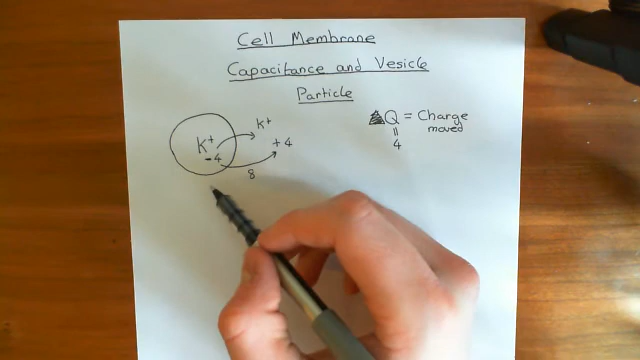 Cell Membrane
Capacitance and Vesicle
Particle
Q = Charge
moved
K+
K+
-4
+4
=
4
8